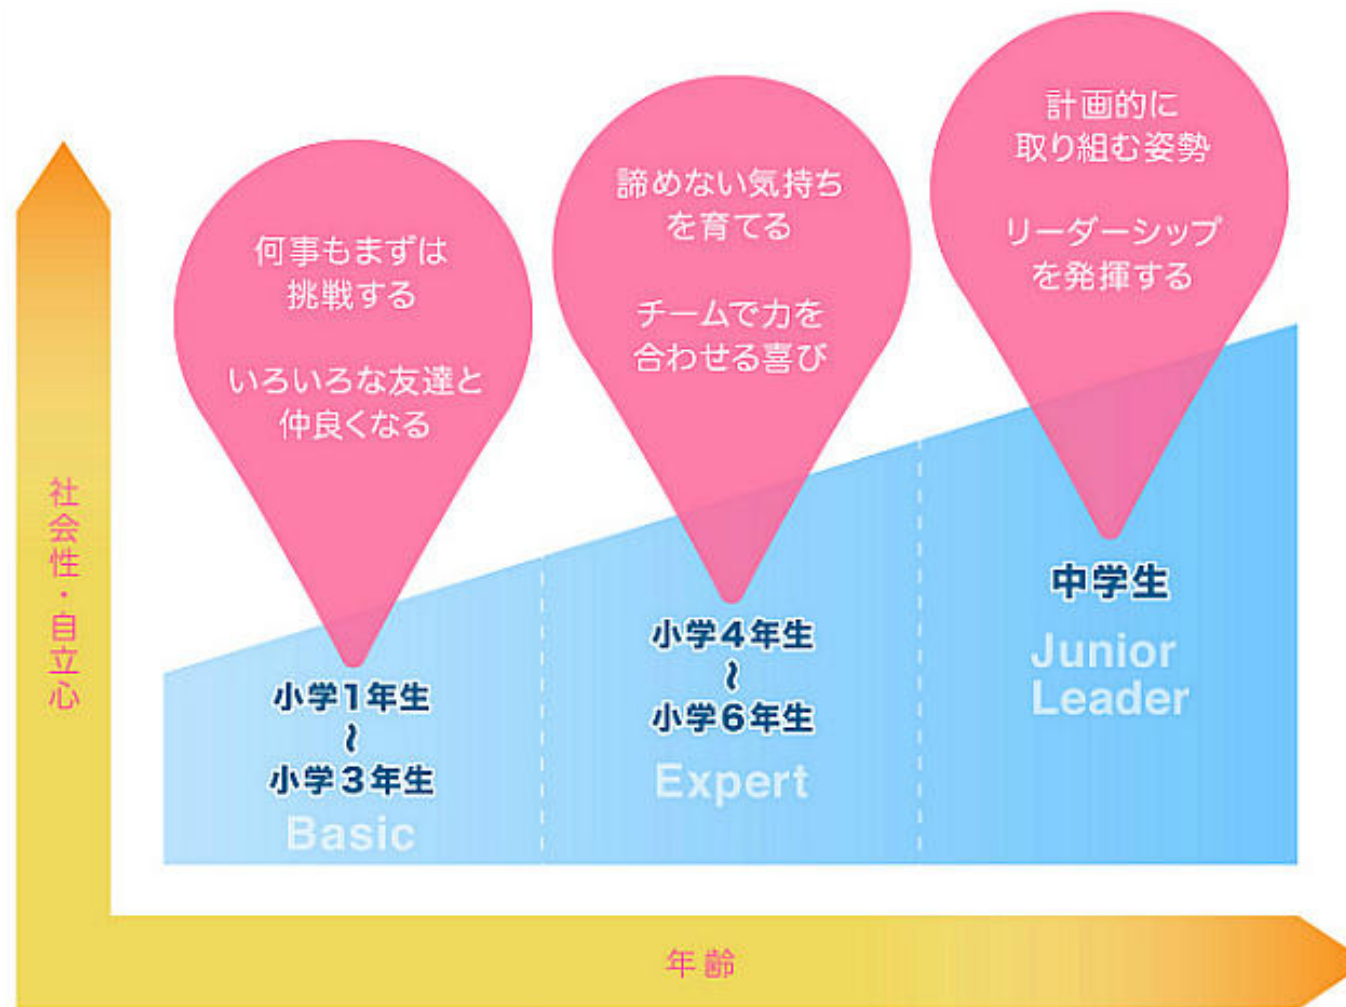 何事もまずは
挑戦する
いろいろな友達と
仲良くなる
小学1年生
~
小学3年生
Basic
諦めない気持ち
を育てる
チームで力を
合わせる喜び
小学4年生
~
小学6年生
Expert
計画的に
取り組む姿勢
リーダーシップ
を発揮する
中学生
Junior
Leader
社会性・自立心
年齢